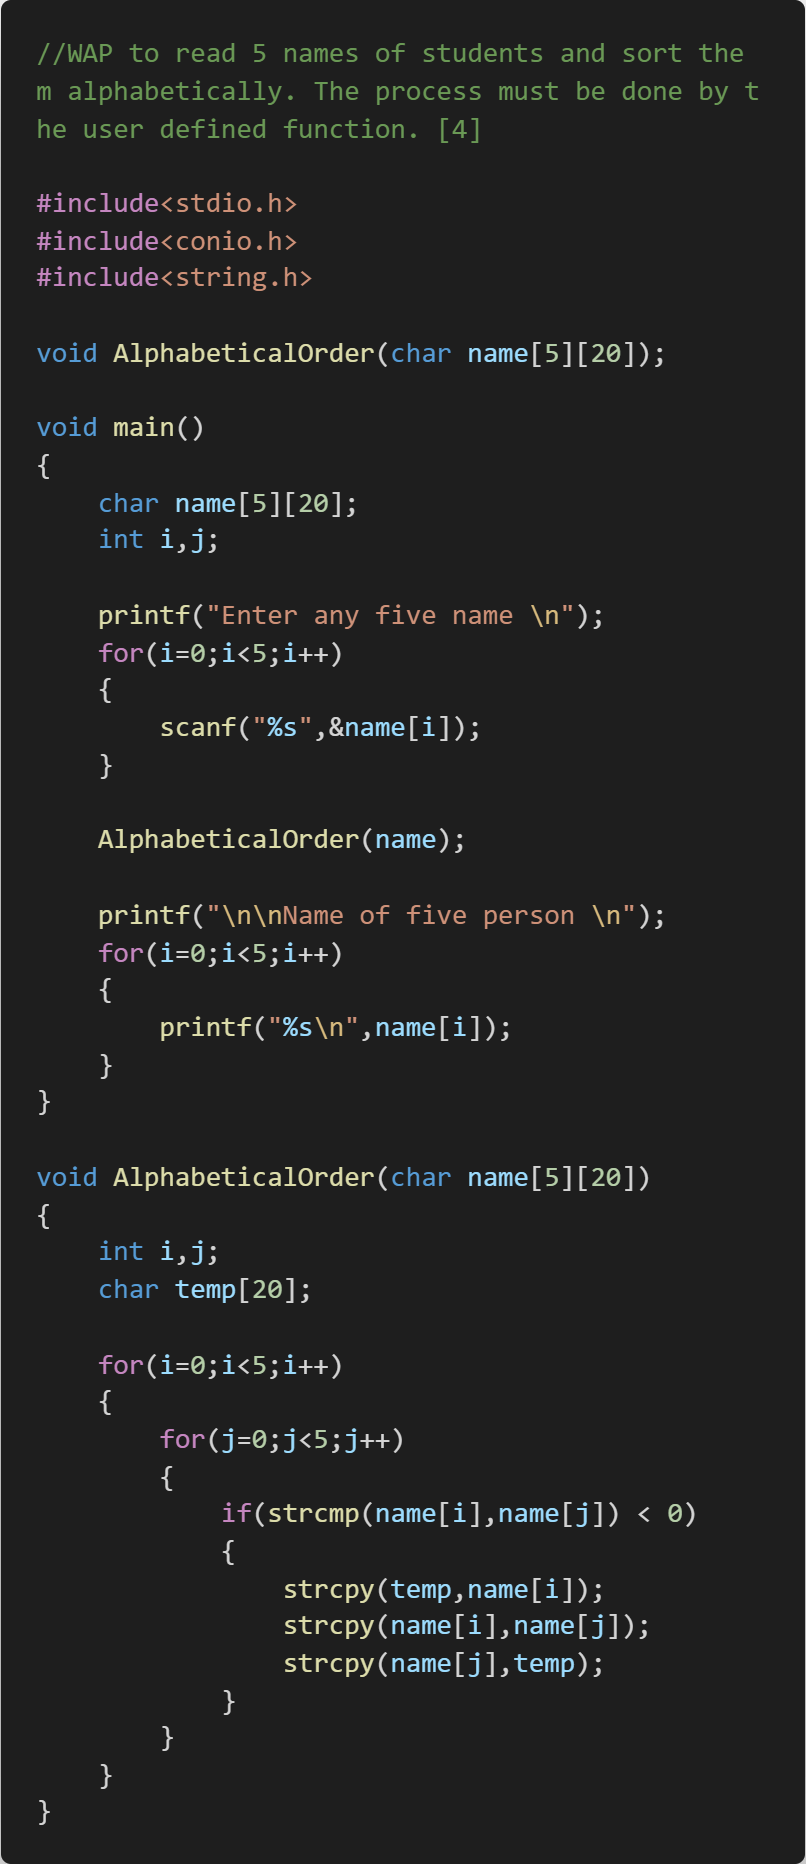 //WAP to read 5 names of students and sort the
m alphabetically. The process must be done by t
he user defined function. [4]

#include<stdio.h>
#include<conio.h>
#include<string.h>

void AlphabeticalOrder(char name[5][20]);

void main()
{
    char name[5][20];
    int i,j;

    printf("Enter any five name \n");
    for(i=0;i<5;i++)
    {
        scanf("%s",&name[i]);
    }

    AlphabeticalOrder(name);

    printf("\n\nName of five person \n");
    for(i=0;i<5;i++)
    {
        printf("%s\n",name[i]);
    }
}

void AlphabeticalOrder(char name[5][20])
{
    int i,j;
    char temp[20];

    for(i=0;i<5;i++)
    {
        for(j=0;j<5;j++)
        {
            if(strcmp(name[i],name[j]) < 0)
            {
                strcpy(temp,name[i]);
                strcpy(name[i],name[j]);
                strcpy(name[j],temp);
            }
        }
    }
}